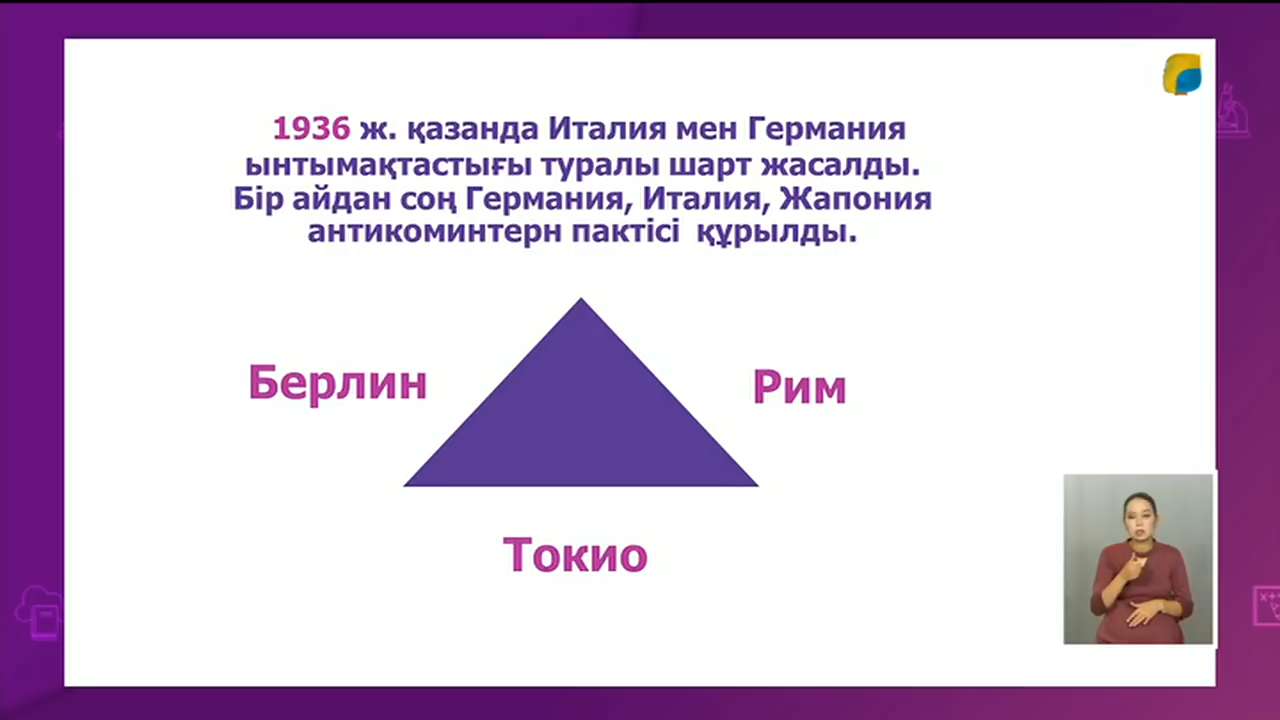 1936 ж. қазанда Италия мен Германия
ынтымақтастығы туралы шарт жасалды.
Бір айдан соң Германия, Италия, Жапония
антикоминтерн пактісі құрылды.
Берлин
Рим
Токио